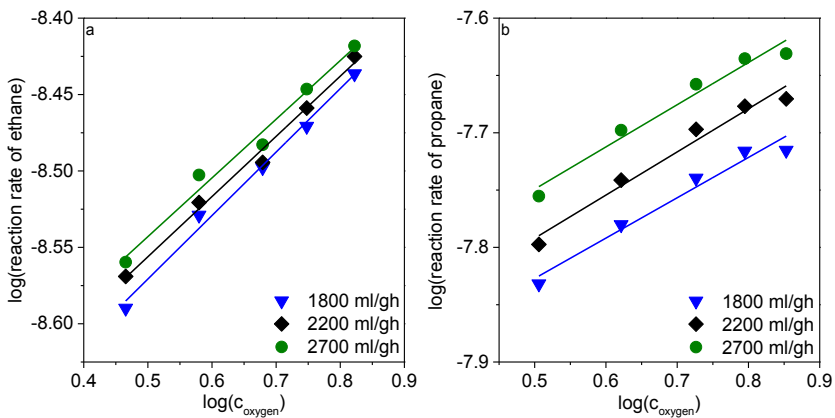 a
-8.40
-8.45
-8.50
-8.55
-8.60
log(reaction rate of ethane)
1800 ml/gh
2200 ml/gh
2700 ml/gh
0.4 0.5 0.6 0.7 0.8 0.9
log(c_oxygen)
b
-7.6
-7.7
-7.8
-7.9
log(reaction rate of propane)
1800 ml/gh
2200 ml/gh
2700 ml/gh
0.5 0.6 0.7 0.8 0.9
log(c_oxygen)